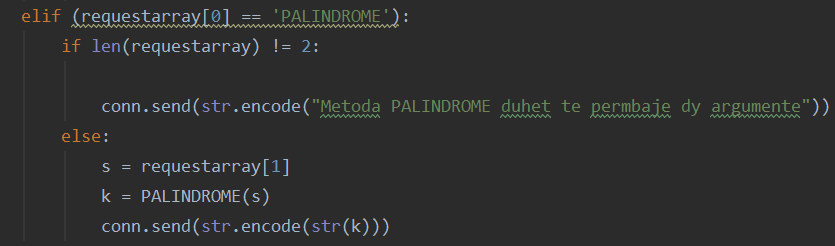 elif (requestarray[0] == 'PALINDROME'):
    if len(requestarray) != 2:
        conn.send(str.encode("Metoda PALINDROME duhet te permbaje dy argumente"))
    else:
        s = requestarray[1]
        k = PALINDROME(s)
        conn.send(str.encode(str(k)))